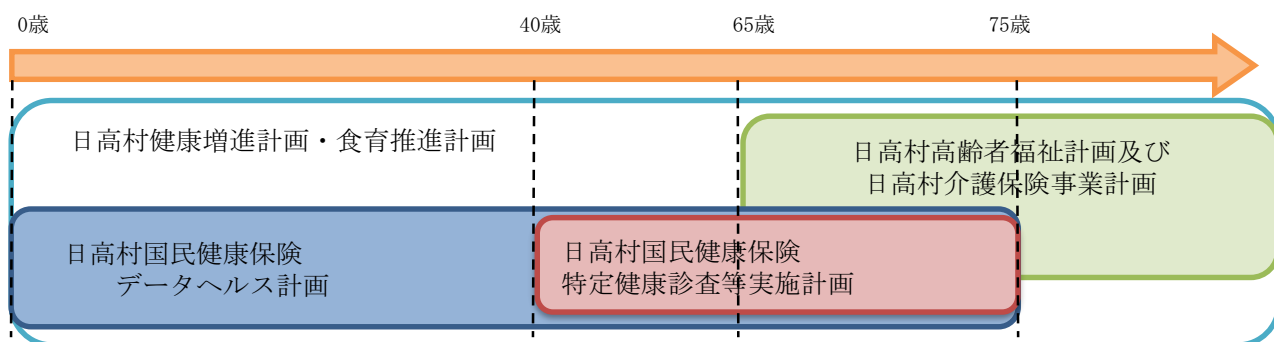 0歳
40歳
65歳
75歳
日高村健康増進計画・食育推進計画
日高村高齢者福祉計画及び
日高村介護保険事業計画
日高村国民健康保険
データヘルス計画
日高村国民健康保険
特定健康診査等実施計画